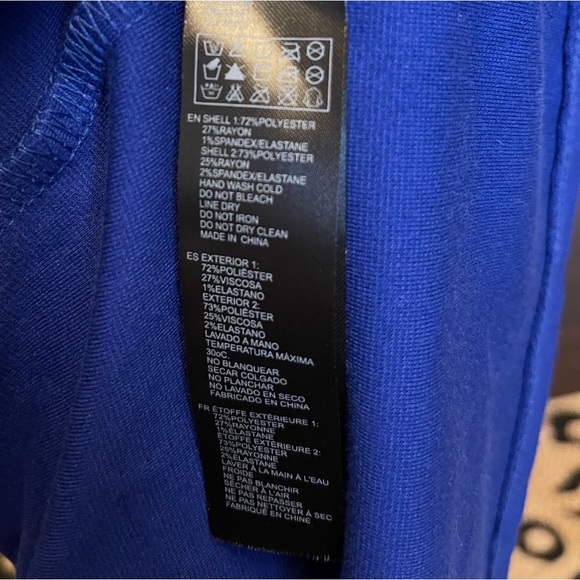 EN SHELL 1:72%POLYESTER
27%RAYON
1%SPANDEX/ELASTANE
SHELL 2:73%POLYESTER
25%RAYON
2%SPANDEX/ELASTANE
HAND WASH COLD
DO NOT BLEACH
LINE DRY
DO NOT IRON
DO NOT DRY CLEAN
MADE IN CHINA
ES EXTERIOR 1:
72%POLIÉSTER
27%VISCOSA
1%ELASTANO
EXTERIOR 2:
73%POLIÉSTER
25%VISCOSA
2%ELASTANO
LAVADO A MANO
TEMPERATURA MÁXIMA
30oC.
NO BLANQUEAR
SECAR COLGADO
NO PLANCHAR
NO LAVADO EN SECO
FABRICADO EN CHINA
FR ÉTOFFE EXTÉRIEURE 1:
72%POLYESTER
27%RAYONNE
1%ÉLASTANE
ÉTOFFE EXTÉRIEURE 2:
73%POLYESTER
25%RAYONNE
2%ÉLASTANE
LAVER À LA MAIN À L'EAU
FROIDE
NE PAS BLANCHIR
SÉCHER À L'AIR
NE PAS REPASSER
NE PAS NETTOYER À SEC
FABRIQUÉ EN CHINE